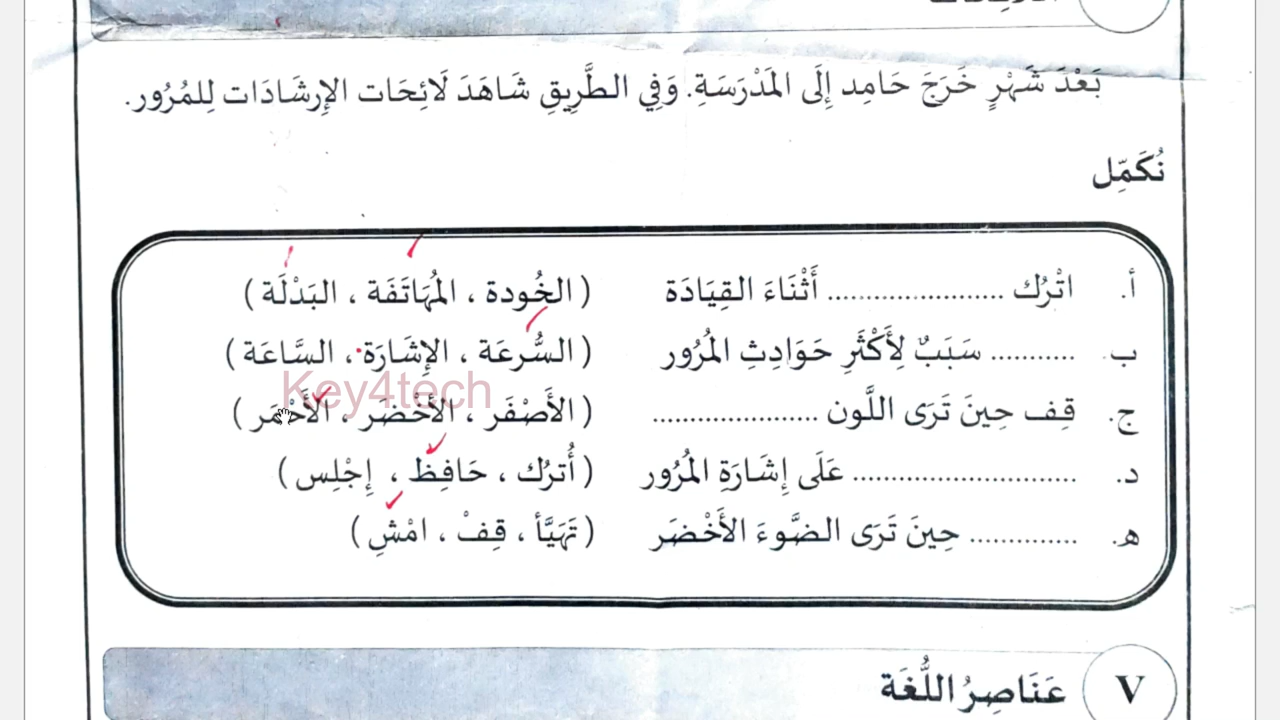 بَعْدَ شَهْرٍ خَرَجَ حَامِد إِلَى المَدْرَسَةِ. وَفِي الطَّرِيقِ شَاهَدَ لَائِحَات الإِرشَادَات لِلمُرُور.
نُكَمِّل
أ. اتْرُك ...................... أَثْنَاءَ القِيَادَة ( الخُودة ، المُهَاتَفَة ، البَدْلَة )
ب. ........... سَبَبٌ لِأَكْثَرِ حَوَادِثِ المُرُور ( السُّرعَة ، الإِشَارَة ، السَّاعَة )
ج. قِف حِينَ تَرَى اللَّون ..................... ( الأَصْفَر ، الأَخْضَر ، الأَحْمَر )
د. ............................ عَلَى إِشَارَةِ المُرُور ( أُترُك ، حَافِظ ، إِجْلِس )
ه. .............. حِينَ تَرَى الضَّوءَ الأَخْضَر ( تَهَيَّأ ، قِفْ ، امْشِ )
Key4tech
V عَنَاصِرُ اللُّغَة